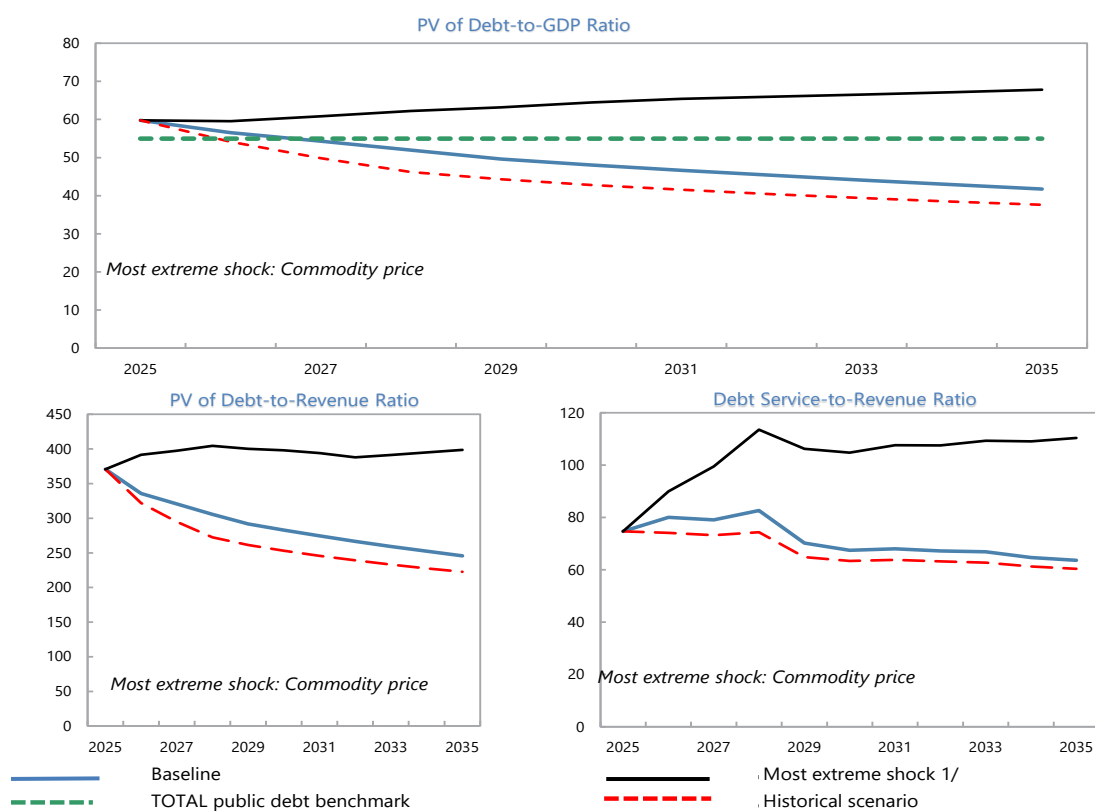 PV of Debt-to-GDP Ratio
80
70
60
50
40
30
20
10
0
Most extreme shock: Commodity price
2025 2027 2029 2031 2033 2035
PV of Debt-to-Revenue Ratio
450
400
350
300
250
200
150
100
50
0
Most extreme shock: Commodity price
2025 2027 2029 2031 2033 2035
Debt Service-to-Revenue Ratio
120
100
80
60
40
20
0
Most extreme shock: Commodity price
2025 2027 2029 2031 2033 2035
Baseline
Most extreme shock 1/
TOTAL public debt benchmark
Historical scenario